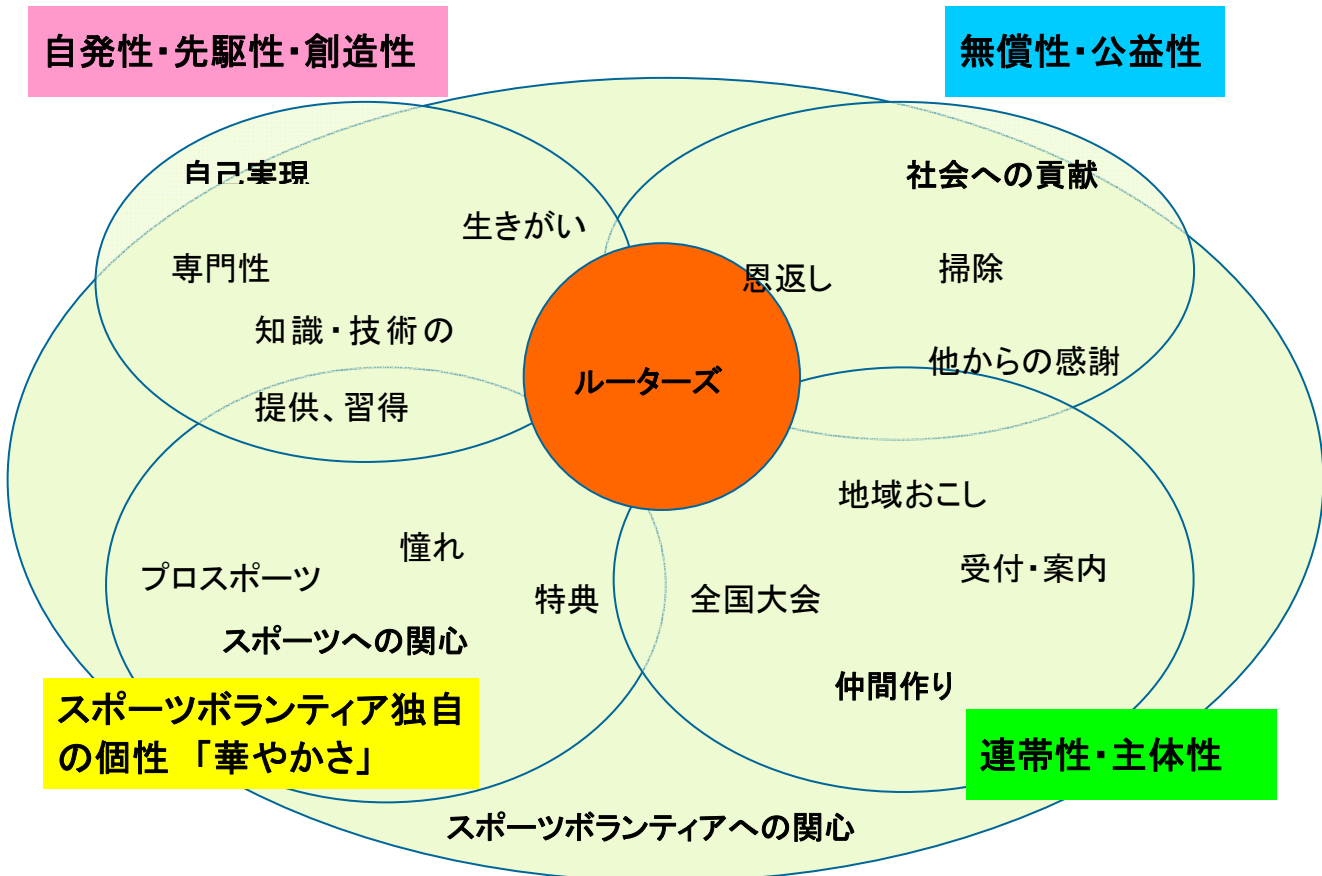 自発性・先駆性・創造性
無償性・公益性
自己実現
社会への貢献
生きがい
専門性
恩返し
掃除
知識・技術の
他からの感謝
ルーターズ
提供、習得
地域おこし
憧れ
受付・案内
プロスポーツ
特典
全国大会
スポーツへの関心
仲間作り
スポーツボランティア独自
の個性 「華やかさ」
連帯性・主体性
スポーツボランティアへの関心